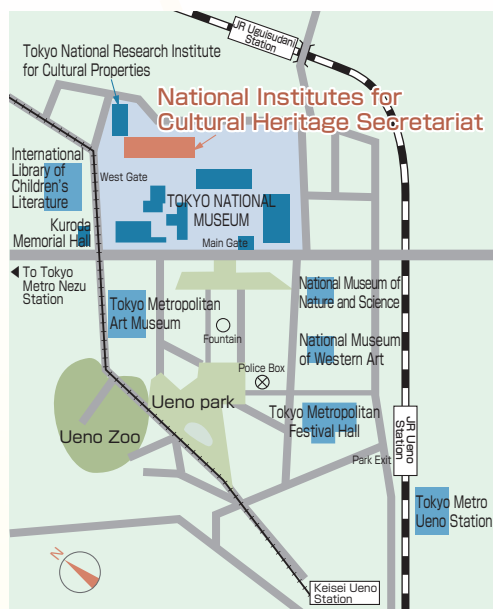 JR Uguisudani
Station
Tokyo National Research Institute
for Cultural Properties
National Institutes for
Cultural Heritage Secretariat
International
Library of
Children's
Literature
West Gate
TOKYO NATIONAL
MUSEUM
Kuroda
Memorial Hall
Main Gate
To Tokyo
Metro Nezu
Station
National Museum of
Nature and Science
Tokyo Metropolitan
Art Museum
Fountain
National Museum
of Western Art
Police Box
Ueno park
Tokyo Metropolitan
Festival Hall
Ueno Zoo
JR Ueno
Station
Park Exit
Tokyo Metro
Ueno Station
N
Keisei Ueno
Station